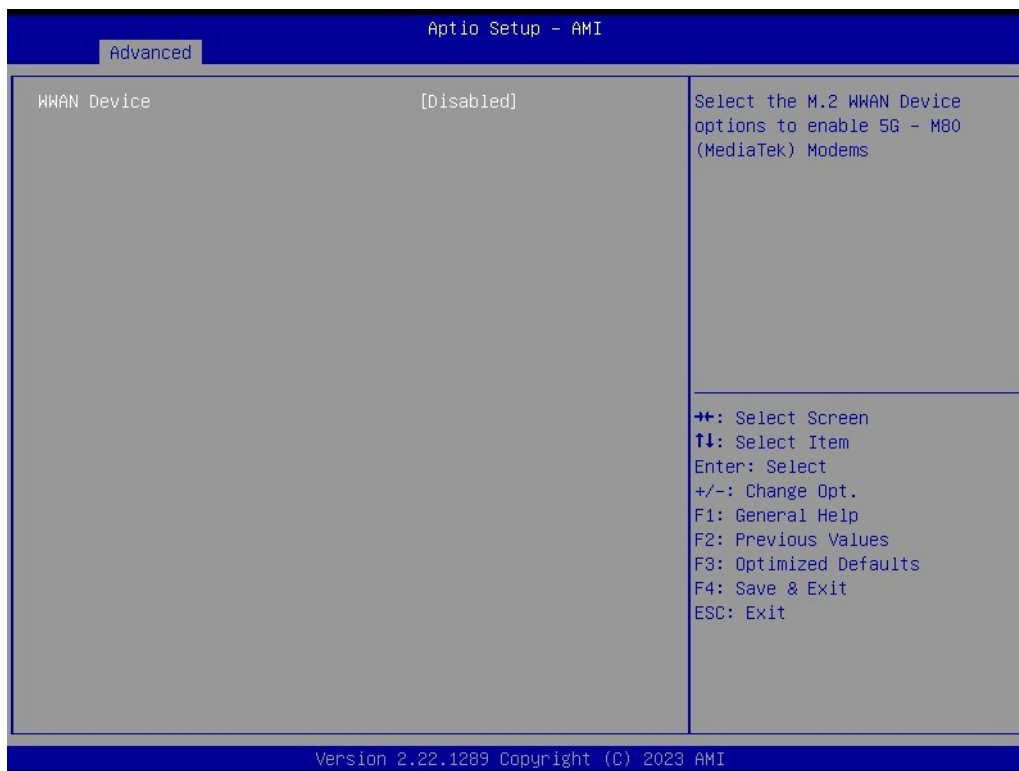 Aptio Setup – AMI
Advanced
WWAN Device [Disabled]
Select the M.2 WWAN Device
options to enable 5G – M80
(MediaTek) Modems
→←: Select Screen
↑↓: Select Item
Enter: Select
+/-: Change Opt.
F1: General Help
F2: Previous Values
F3: Optimized Defaults
F4: Save & Exit
ESC: Exit
Version 2.22.1289 Copyright (C) 2023 AMI